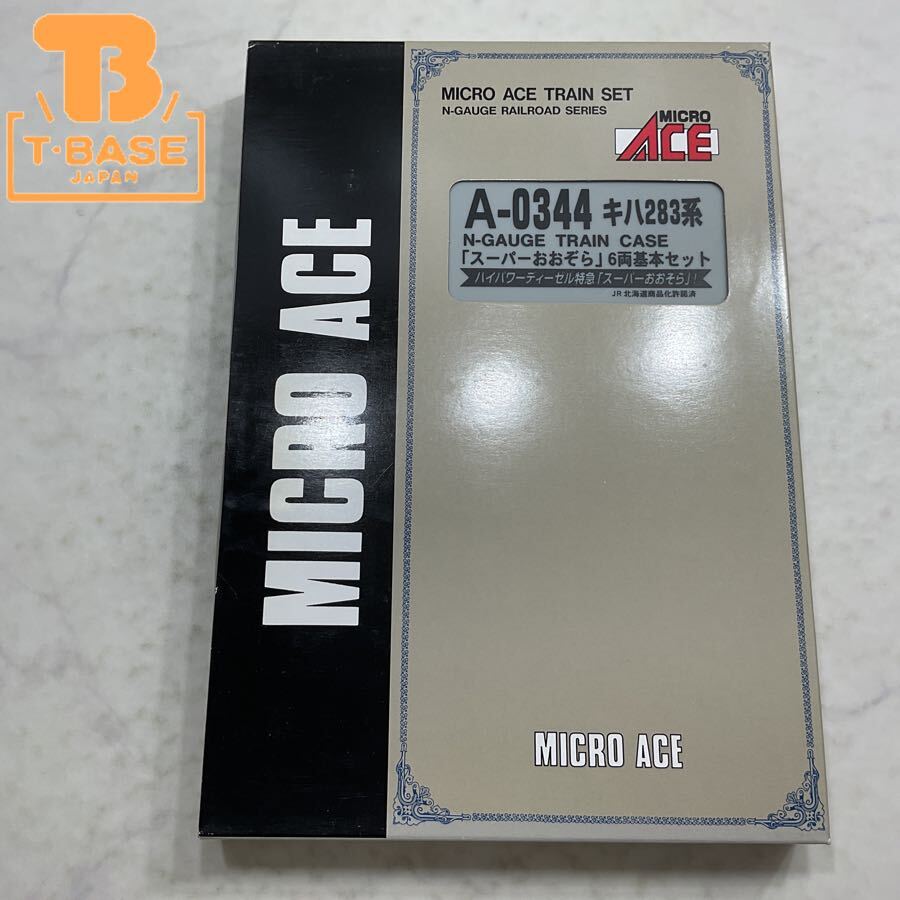 T·BASE
JAPAN
MICRO ACE
MICRO ACE TRAIN SET
N-GAUGE RAILROAD SERIES
MICRO
ACE
A-0344 キハ283系
N-GAUGE TRAIN CASE
「スーパーおおぞら」6両基本セット
ハイパワーディーゼル特急「スーパーおおぞら」!
JR北海道商品化許諾済
MICRO ACE